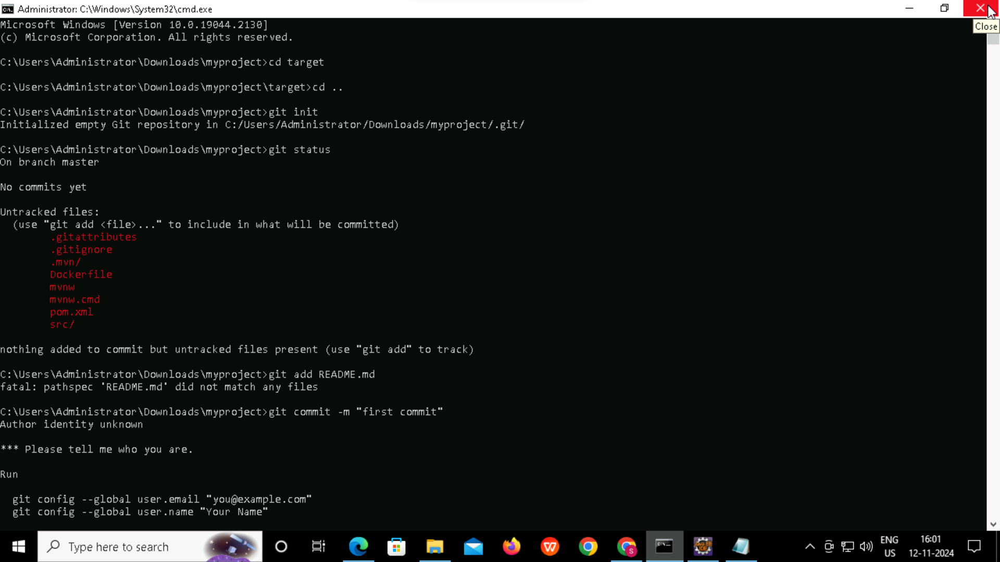 Administrator: C:\Windows\System32\cmd.exe
Close
Microsoft Windows [Version 10.0.19044.2130]
(c) Microsoft Corporation. All rights reserved.
C:\Users\Administrator\Downloads\myproject>cd target
C:\Users\Administrator\Downloads\myproject\target>cd ..
C:\Users\Administrator\Downloads\myproject>git init
Initialized empty Git repository in C:/Users/Administrator/Downloads/myproject/.git/
C:\Users\Administrator\Downloads\myproject>git status
On branch master
No commits yet
Untracked files:
  (use "git add <file>..." to include in what will be committed)
        .gitattributes
        .gitignore
        .mvn/
        Dockerfile
        mvnw
        mvnw.cmd
        pom.xml
        src/
nothing added to commit but untracked files present (use "git add" to track)
C:\Users\Administrator\Downloads\myproject>git add README.md
fatal: pathspec 'README.md' did not match any files
C:\Users\Administrator\Downloads\myproject>git commit -m "first commit"
Author identity unknown
*** Please tell me who you are.
Run
  git config --global user.email "you@example.com"
  git config --global user.name "Your Name"
Type here to search
W
S
C:\_
JAVA EE
IDE
ENG
US
16:01
12-11-2024